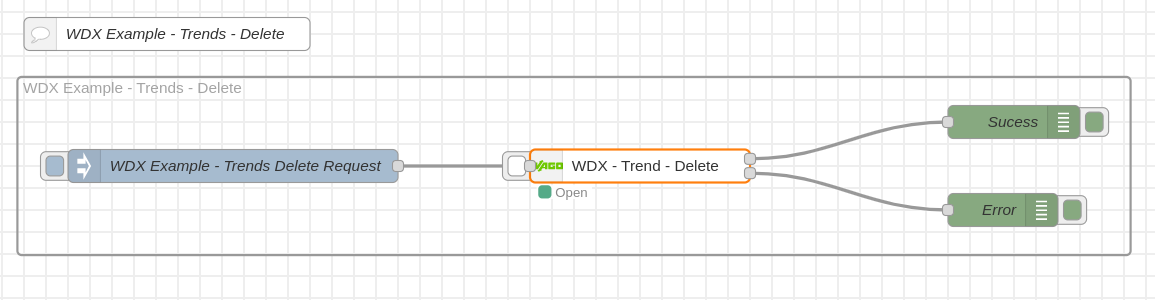 WDX Example - Trends - Delete
WDX Example - Trends - Delete
Sucess
WDX Example - Trends Delete Request
WAGO
WDX - Trend - Delete
Open
Error